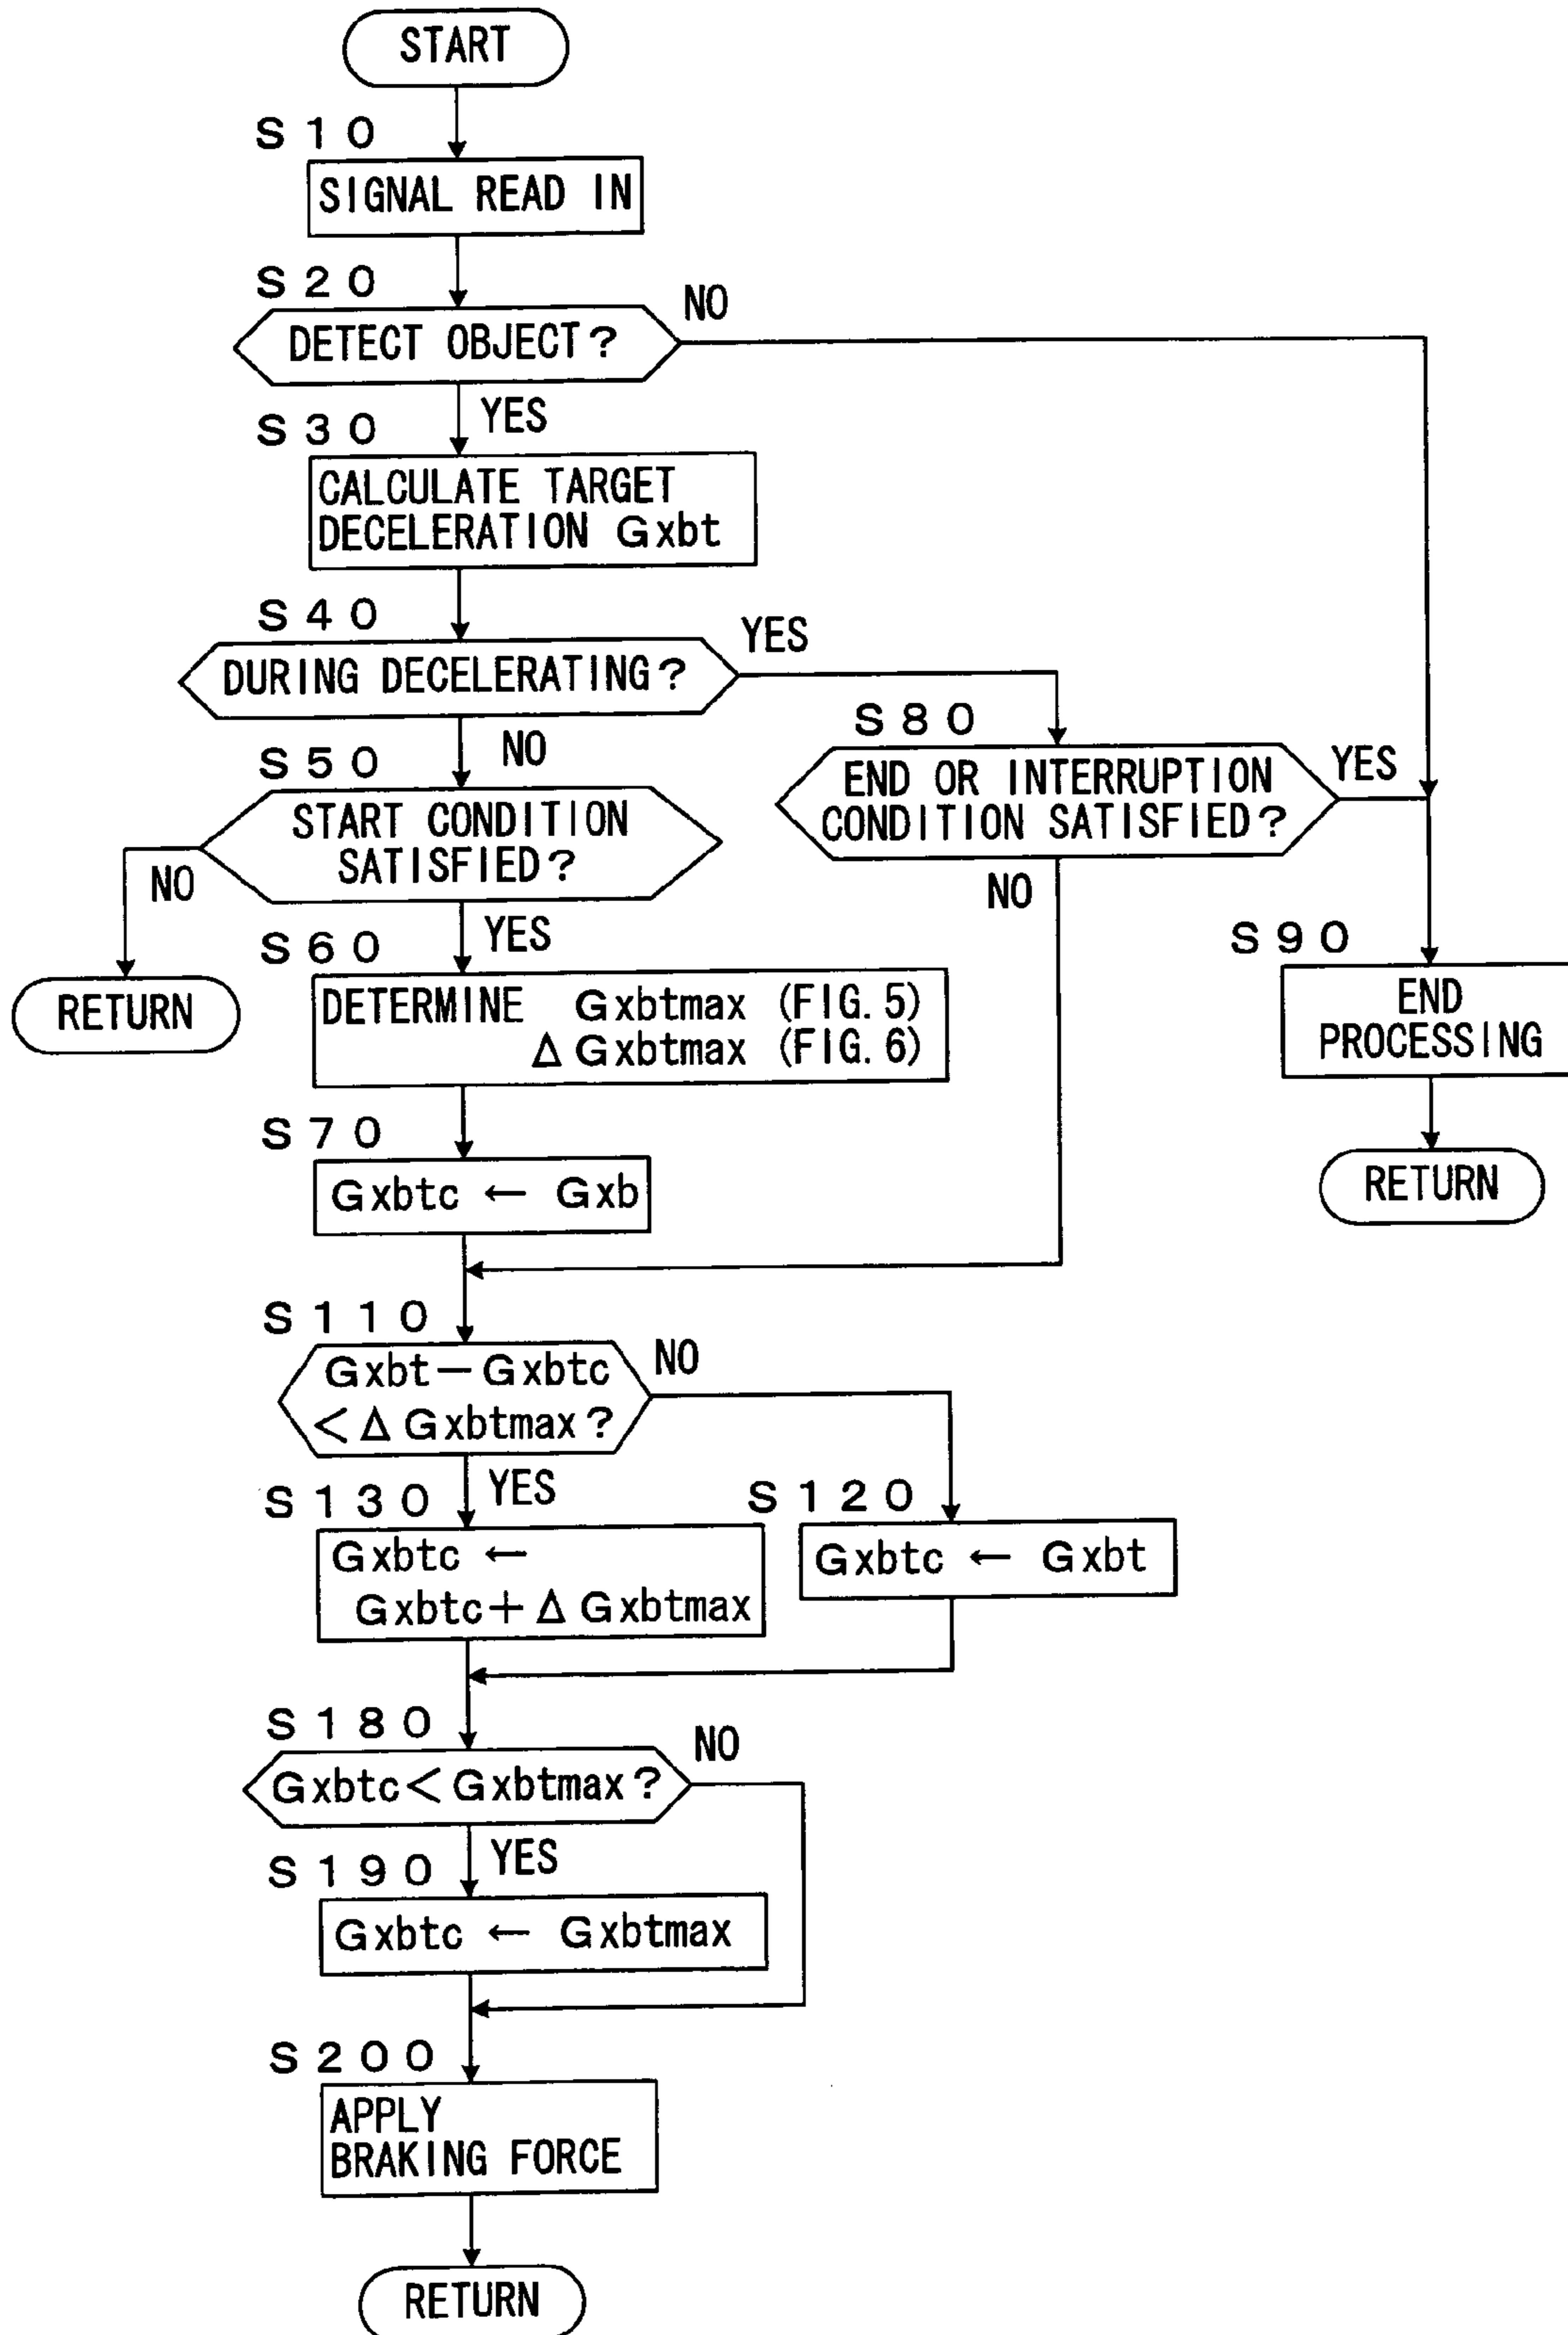 START
S10
SIGNAL READ IN
S20
NO
DETECT OBJECT?
YES
S30
CALCULATE TARGET
DECELERATION Gxbt
S40
YES
DURING DECELERATING?
NO
S80
END OR INTERRUPTION
CONDITION SATISFIED?
YES
NO
S50
START CONDITION
SATISFIED?
NO
RETURN
YES
S60
DETERMINE Gxbtmax (FIG.5)
ΔGxbtmax (FIG.6)
S90
END
PROCESSING
RETURN
S70
Gxbtc ← Gxb
S110
Gxbt－Gxbtc
<ΔGxbtmax?
NO
YES
S130
Gxbtc ←
Gxbtc+ΔGxbtmax
S120
Gxbtc ← Gxbt
S180
NO
Gxbtc<Gxbtmax?
YES
S190
Gxbtc ← Gxbtmax
S200
APPLY
BRAKING FORCE
RETURN